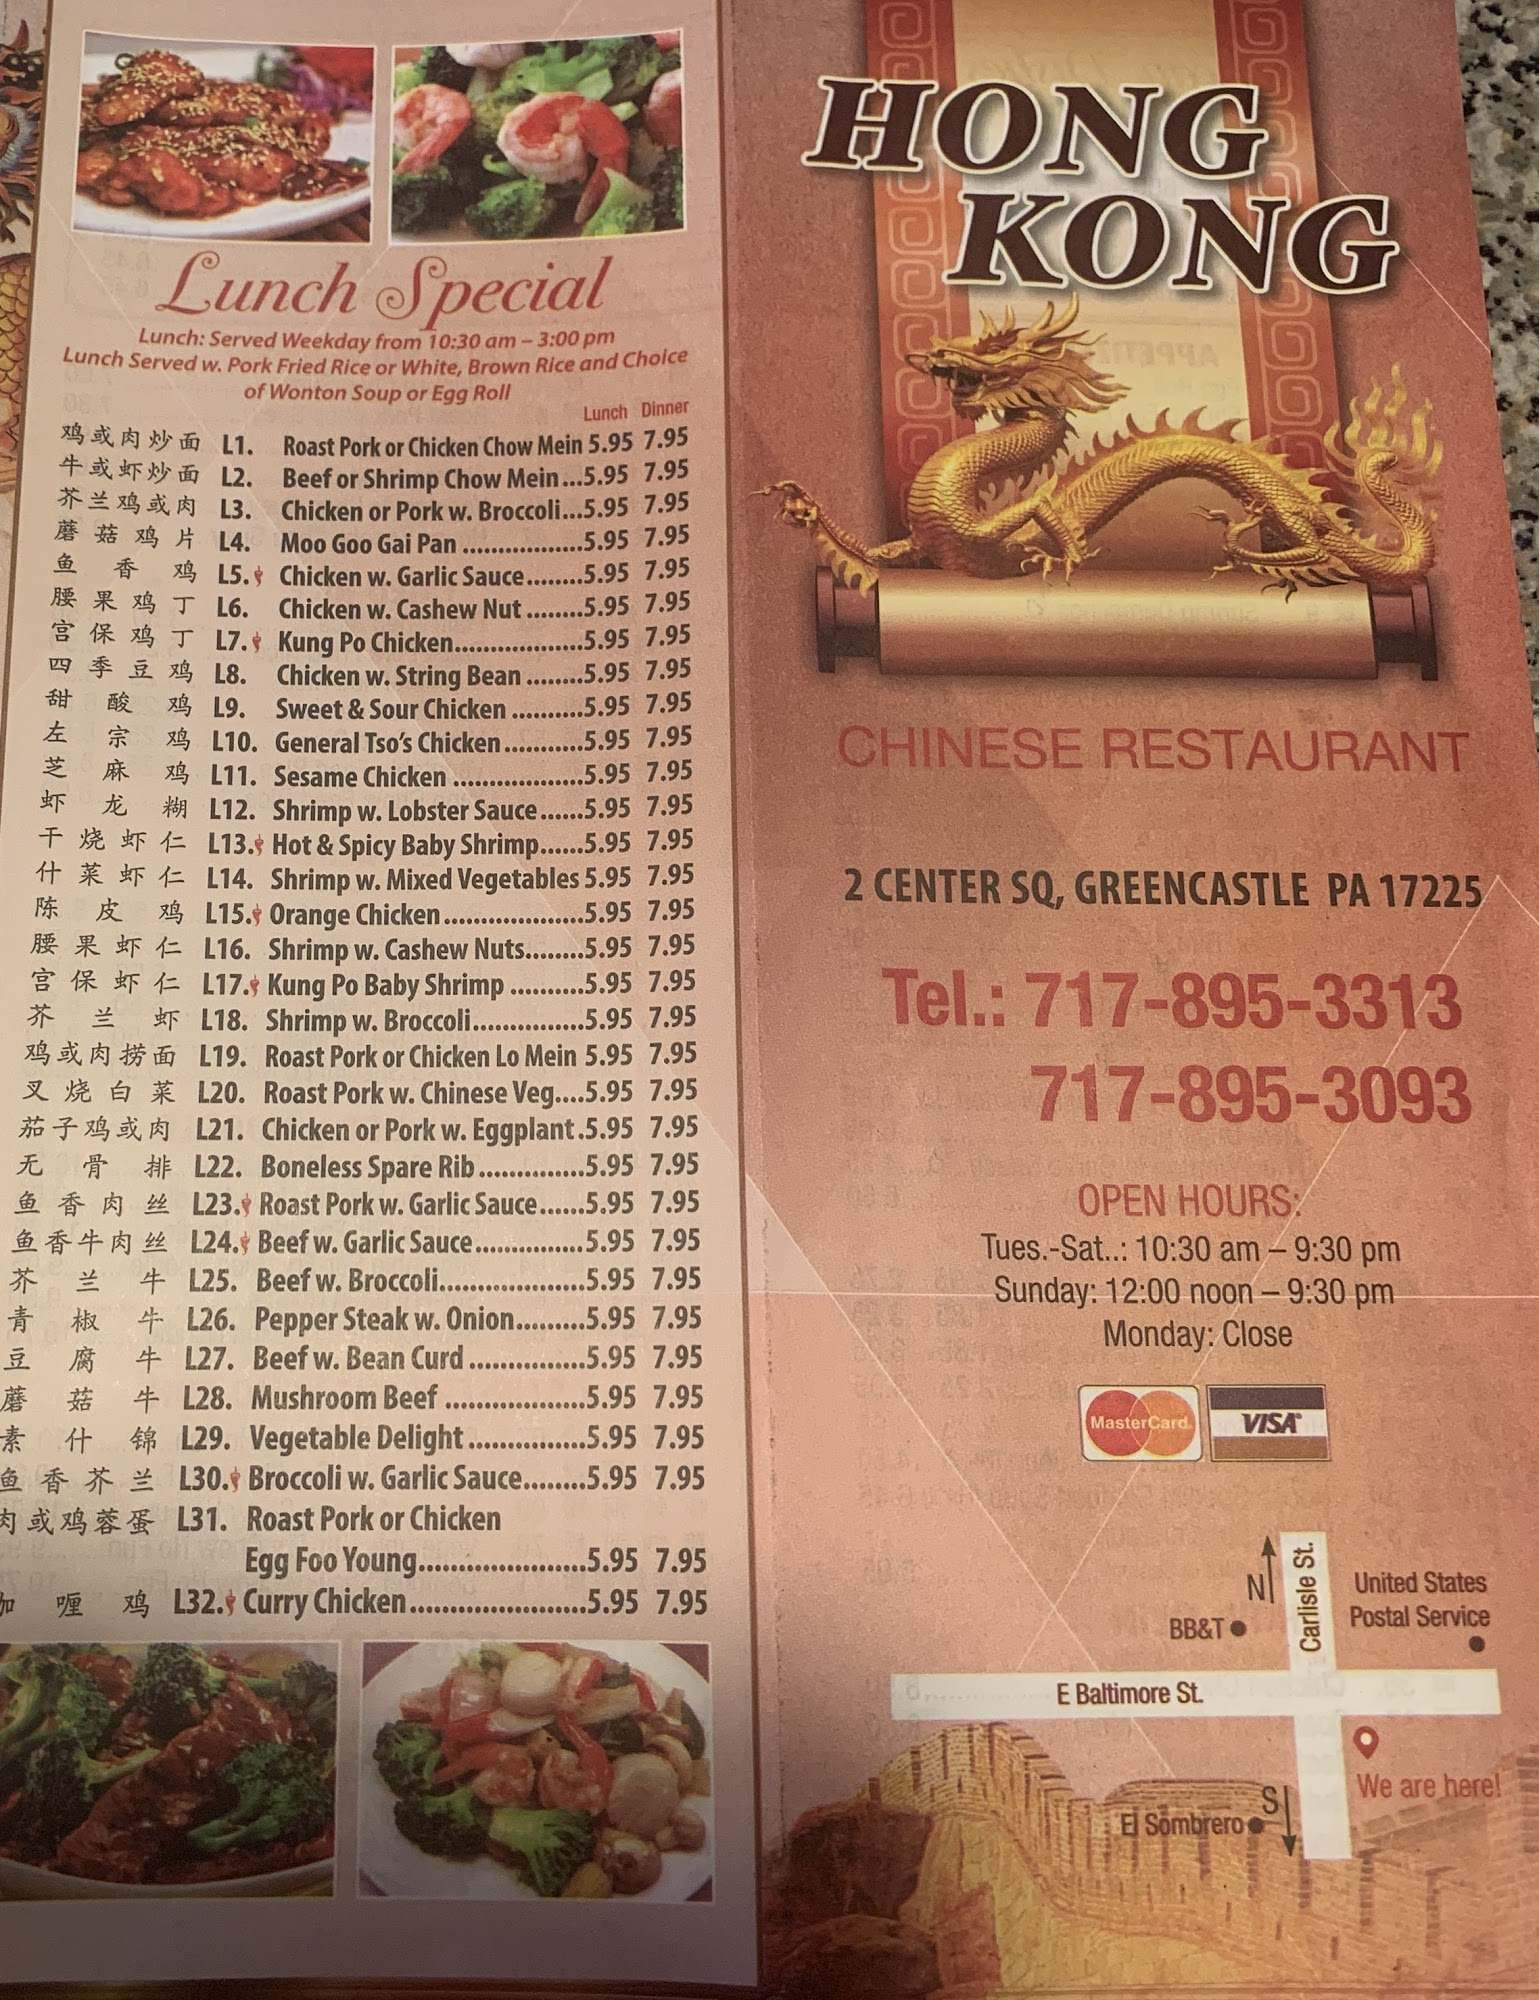 Lunch Special
Lunch: Served Weekday from 10:30 am – 3:00 pm
Lunch Served w. Pork Fried Rice or White, Brown Rice and Choice
of Wonton Soup or Egg Roll
Lunch Dinner
鸡或肉炒面 L1. Roast Pork or Chicken Chow Mein 5.95 7.95
牛或虾炒面 L2. Beef or Shrimp Chow Mein...5.95 7.95
芥兰鸡或肉 L3. Chicken or Pork w. Broccoli...5.95 7.95
蘑菇鸡片 L4. Moo Goo Gai Pan .................5.95 7.95
鱼香鸡 L5. Chicken w. Garlic Sauce........5.95 7.95
腰果鸡丁 L6. Chicken w. Cashew Nut ........5.95 7.95
宫保鸡丁 L7. Kung Po Chicken...................5.95 7.95
四季豆鸡 L8. Chicken w. String Bean ........5.95 7.95
甜酸鸡 L9. Sweet & Sour Chicken ..........5.95 7.95
左宗鸡 L10. General Tso's Chicken...........5.95 7.95
芝麻鸡 L11. Sesame Chicken ...................5.95 7.95
虾龙糊 L12. Shrimp w. Lobster Sauce......5.95 7.95
干烧虾仁 L13. Hot & Spicy Baby Shrimp......5.95 7.95
什菜虾仁 L14. Shrimp w. Mixed Vegetables 5.95 7.95
陈皮鸡 L15. Orange Chicken....................5.95 7.95
腰果虾仁 L16. Shrimp w. Cashew Nuts........5.95 7.95
宫保虾仁 L17. Kung Po Baby Shrimp ..........5.95 7.95
芥兰虾 L18. Shrimp w. Broccoli................5.95 7.95
鸡或肉捞面 L19. Roast Pork or Chicken Lo Mein 5.95 7.95
叉烧白菜 L20. Roast Pork w. Chinese Veg....5.95 7.95
茄子鸡或肉 L21. Chicken or Pork w. Eggplant.5.95 7.95
无骨排 L22. Boneless Spare Rib...............5.95 7.95
鱼香肉丝 L23. Roast Pork w. Garlic Sauce......5.95 7.95
鱼香牛肉丝 L24. Beef w. Garlic Sauce...............5.95 7.95
芥兰牛 L25. Beef w. Broccoli....................5.95 7.95
青椒牛 L26. Pepper Steak w. Onion.........5.95 7.95
豆腐牛 L27. Beef w. Bean Curd ................5.95 7.95
蘑菇牛 L28. Mushroom Beef ...................5.95 7.95
素什锦 L29. Vegetable Delight................5.95 7.95
鱼香芥兰 L30. Broccoli w. Garlic Sauce........5.95 7.95
肉或鸡蓉蛋 L31. Roast Pork or Chicken
Egg Foo Young.......................5.95 7.95
咖喱鸡 L32. Curry Chicken........................5.95 7.95
HONG
KONG
CHINESE RESTAURANT
2 CENTER SQ, GREENCASTLE PA 17225
Tel.: 717-895-3313
717-895-3093
OPEN HOURS:
Tues.-Sat..: 10:30 am – 9:30 pm
Sunday: 12:00 noon – 9:30 pm
Monday: Close
MasterCard VISA
N
Carlisle St.
United States
Postal Service
BB&T
E Baltimore St.
We are here!
S
El Sombrero